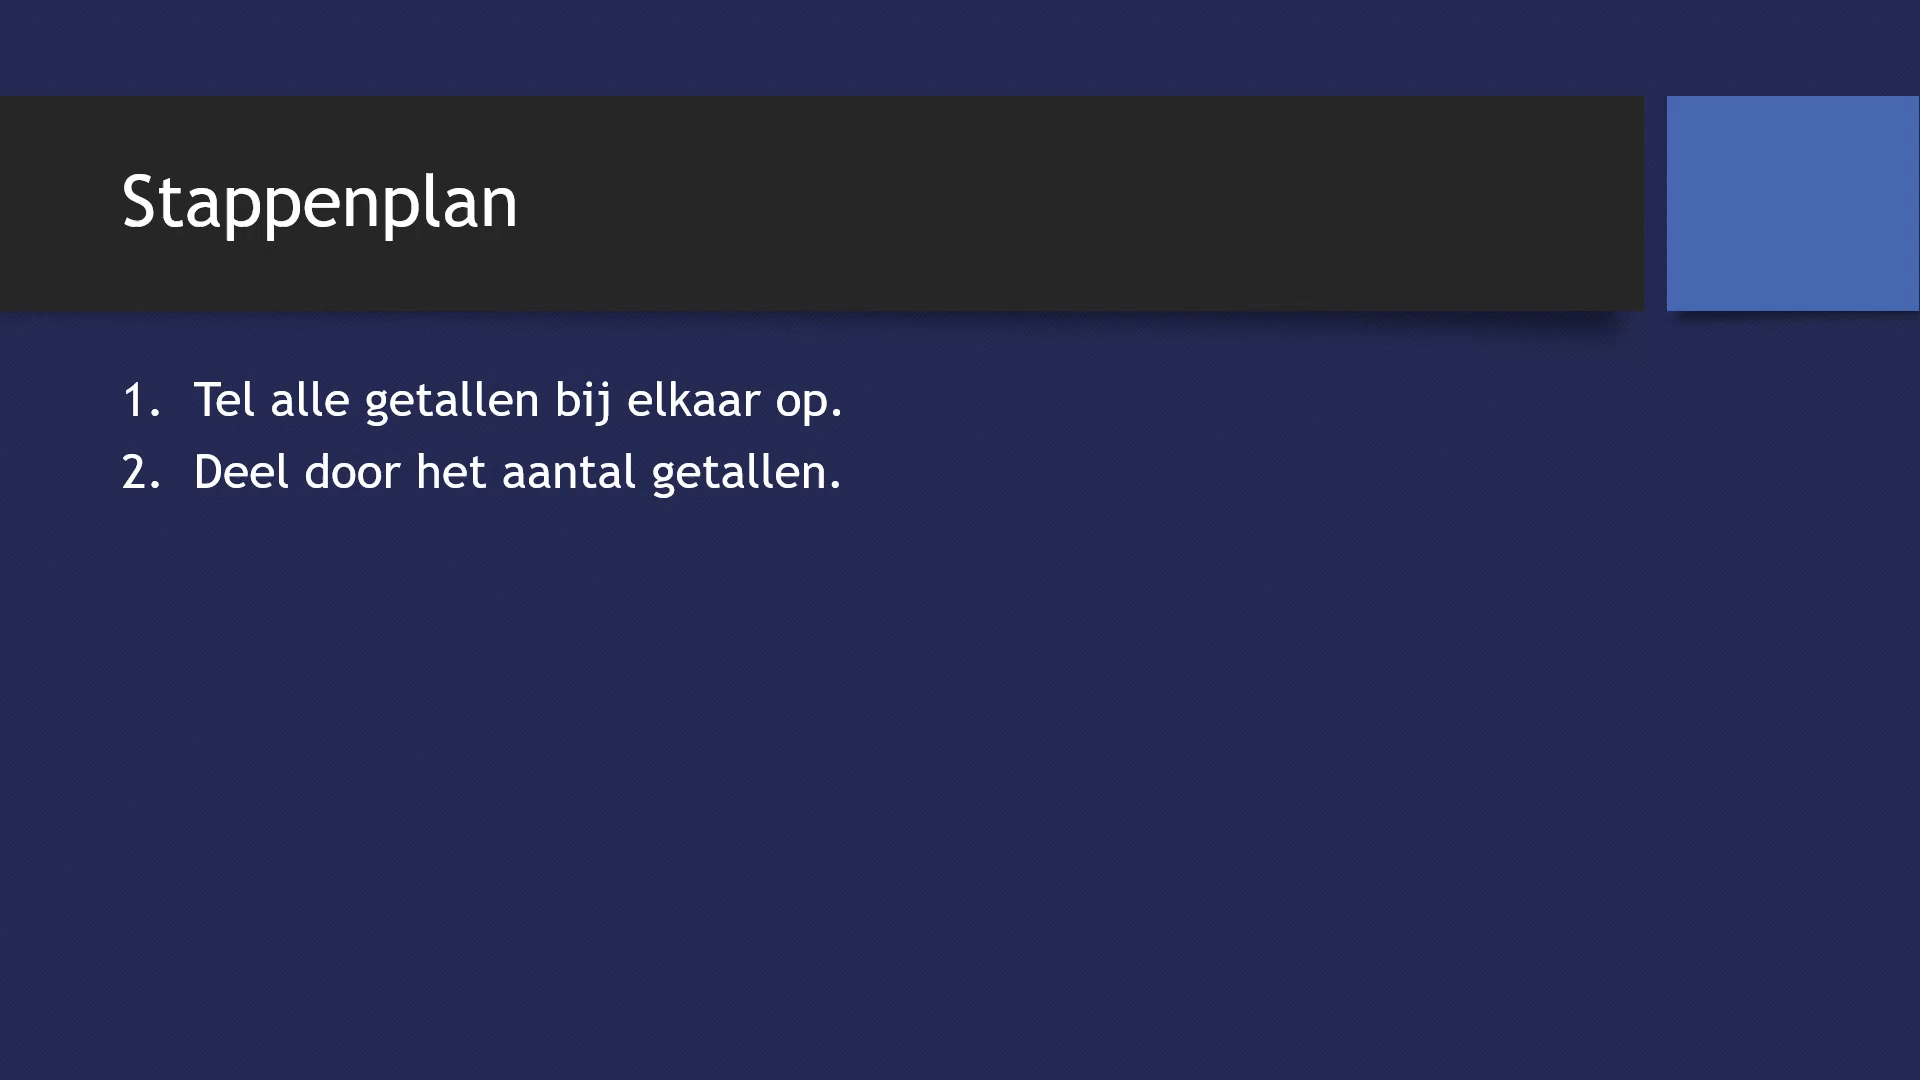 Stappenplan
1. Tel alle getallen bij elkaar op.
2. Deel door het aantal getallen.